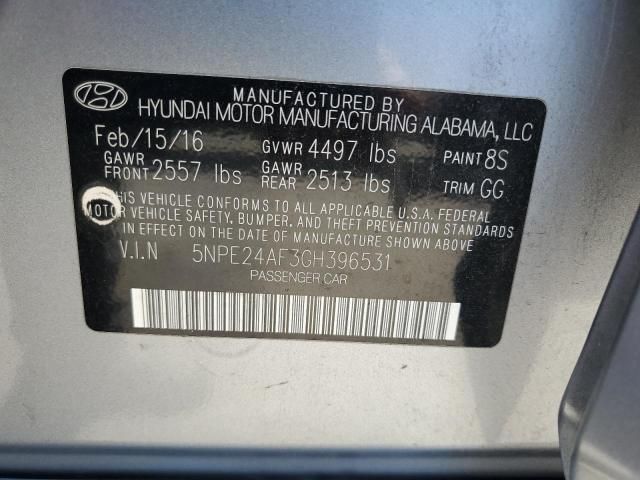 MANUFACTURED BY
HYUNDAI MOTOR MANUFACTURING ALABAMA, LLC
Feb/15/16 GVWR 4497 lbs PAINT 8S
GAWR FRONT 2557 lbs GAWR REAR 2513 lbs TRIM GG
THIS VEHICLE CONFORMS TO ALL APPLICABLE U.S.A. FEDERAL
MOTOR VEHICLE SAFETY, BUMPER, AND THEFT PREVENTION STANDARDS
IN EFFECT ON THE DATE OF MANUFACTURE SHOWN ABOVE.
V.I.N 5NPE24AF3GH396531
PASSENGER CAR